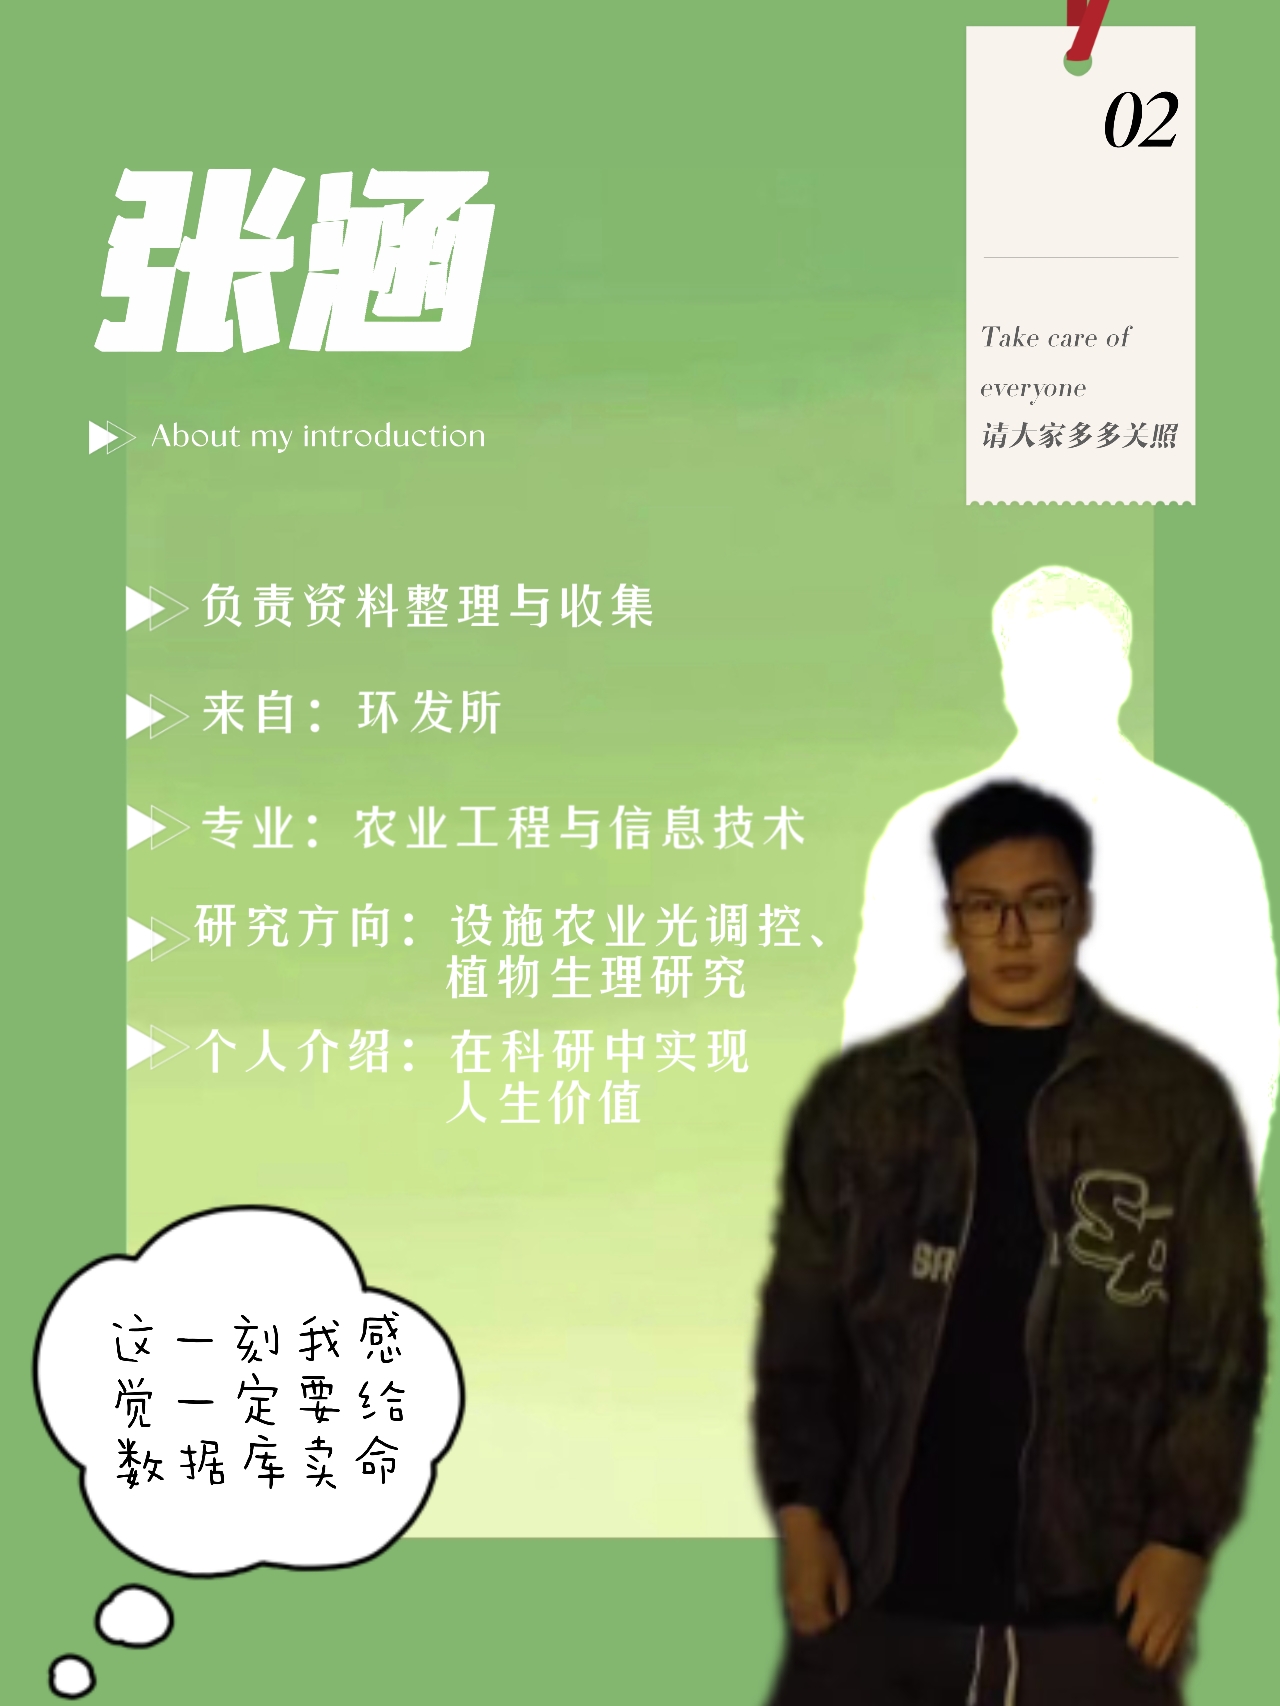 02
张涵
Take care of
everyone
请大家多多关照
About my introduction
负责资料整理与收集
来自：环发所
专业：农业工程与信息技术
研究方向：设施农业光调控、
植物生理研究
个人介绍：在科研中实现
人生价值
这一刻我感
觉一定要给
数据库卖命